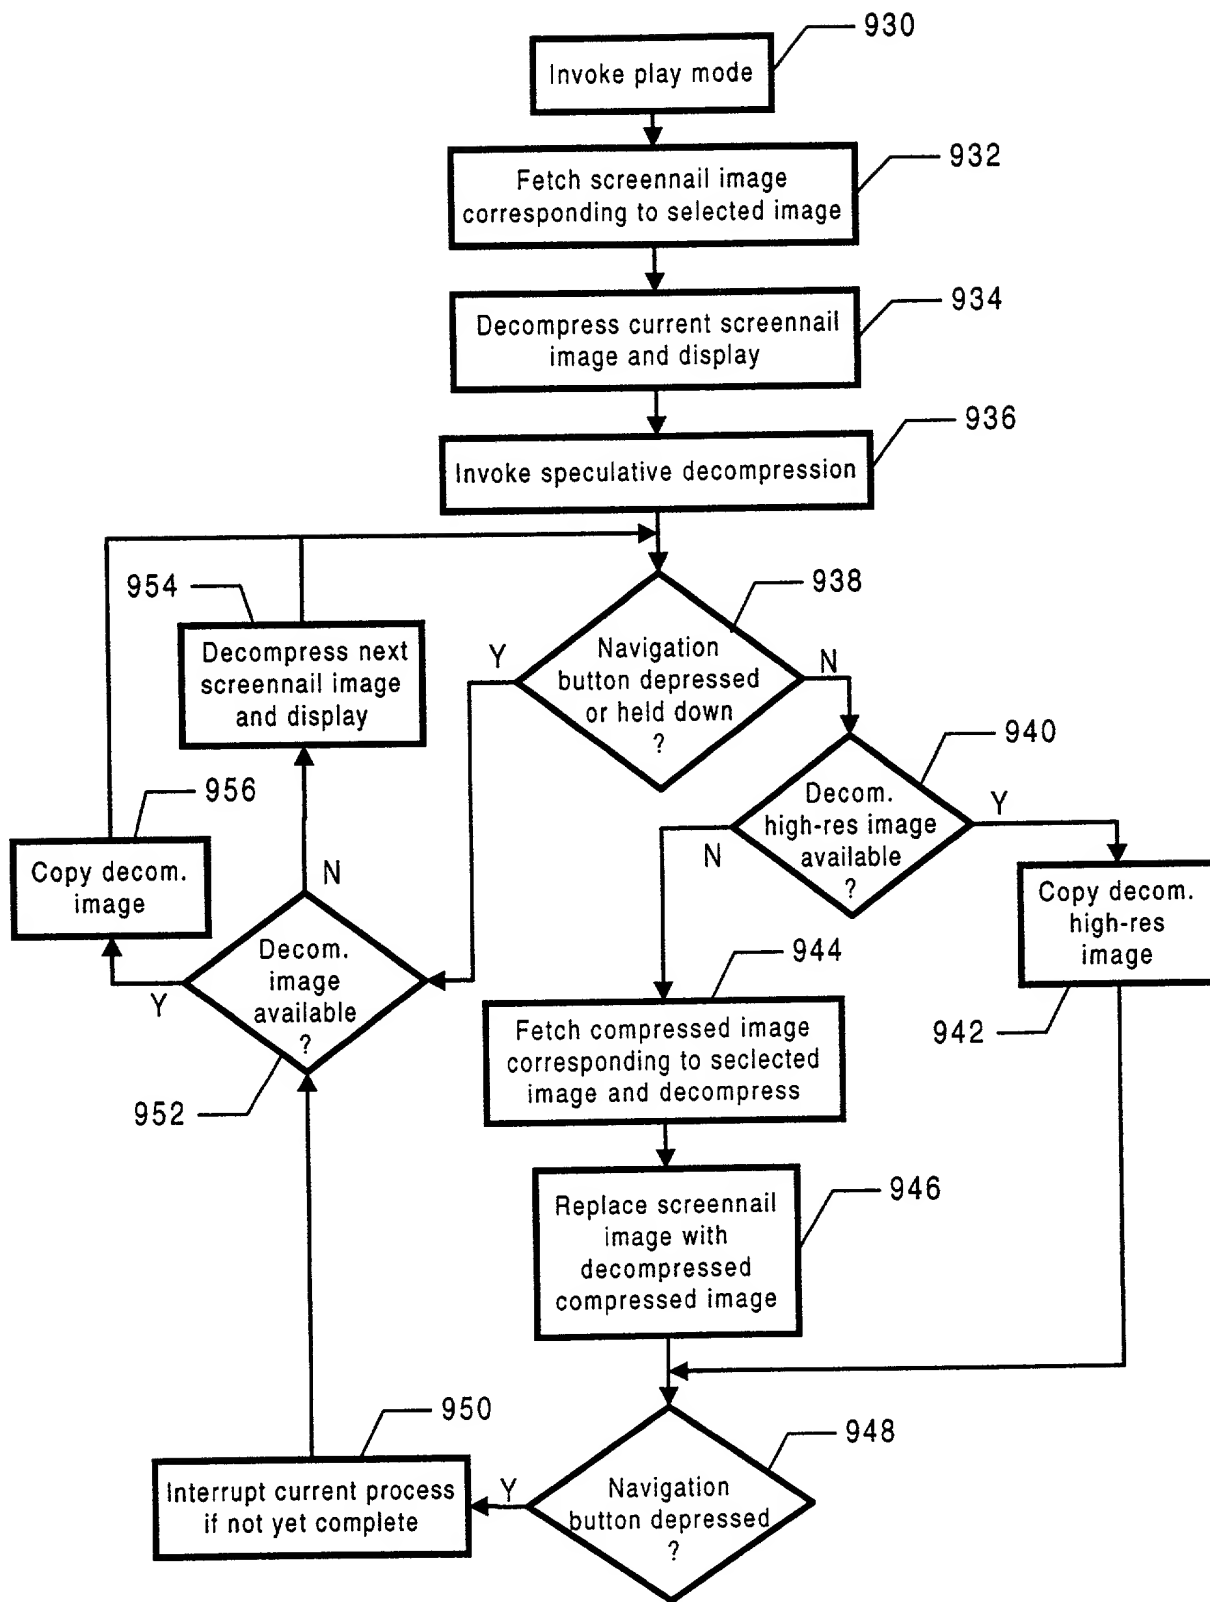 930
Invoke play mode
932
Fetch screennail image
corresponding to selected image
934
Decompress current screennail
image and display
936
Invoke speculative decompression
954
938
Decompress next
screennail image
and display
Y
Navigation
button depressed
or held down
?
N
940
956
Decom.
high-res image
available
?
Y
N
Copy decom.
image
N
Copy decom.
high-res
image
Decom.
image
available
?
Y
944
942
Fetch compressed image
corresponding to seclected
image and decompress
952
946
Replace screennail
image with
decompressed
compressed image
950
948
Interrupt current process
if not yet complete
Y
Navigation
button depressed
?